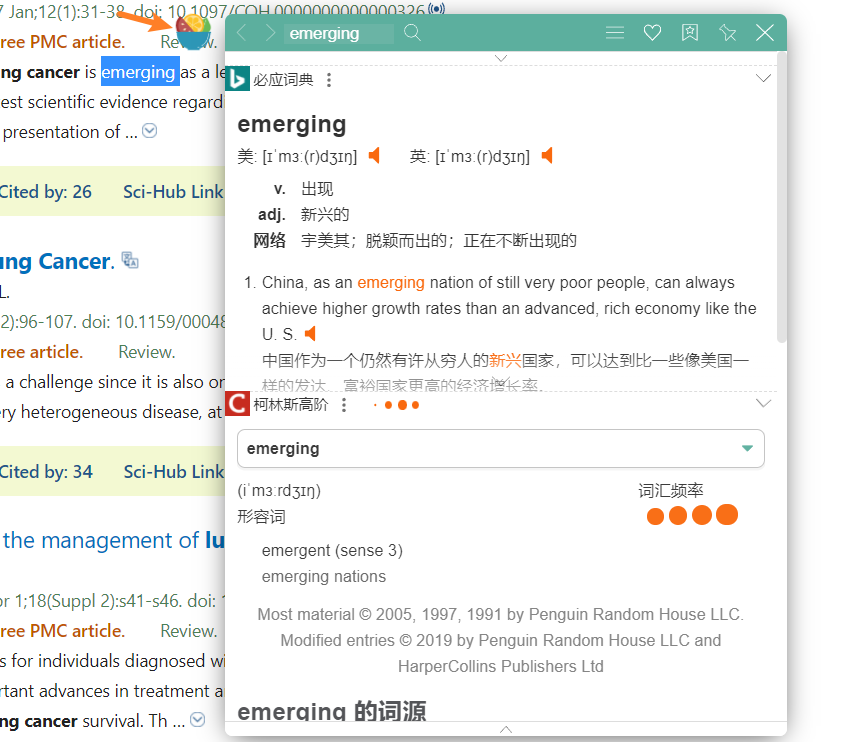 7 Jan;12(1):31-38. doi: 10.1097/COH.0000000000000326
ree PMC article. Review.
ng cancer is emerging as a le
est scientific evidence regardi
presentation of ...
Cited by: 26 Sci-Hub Link
ung Cancer.
L.
2):96-107. doi: 10.1159/00048
ree article. Review.
a challenge since it is also on
ery heterogeneous disease, at
Cited by: 34 Sci-Hub Link
the management of lu
or 1;18(Suppl 2):s41-s46. doi: 1
ree PMC article. Review.
s for individuals diagnosed wi
rtant advances in treatment a
ng cancer survival. Th ...
emerging
必应词典
emerging
美: [ɪˈmɜː(r)dʒɪŋ] 英: [ɪˈmɜː(r)dʒɪŋ]
v. 出现
adj. 新兴的
网络 宇美其；脱颖而出的；正在不断出现的
1. China, as an emerging nation of still very poor people, can always
achieve higher growth rates than an advanced, rich economy like the
U. S.
中国作为一个仍然有许从穷人的新兴国家，可以达到比一些像美国一
样的发达、富裕国家更高的经济增长率。
柯林斯高阶
emerging
(iˈmɜːrdʒɪŋ) 词汇频率
形容词
emergent (sense 3)
emerging nations
Most material © 2005, 1997, 1991 by Penguin Random House LLC.
Modified entries © 2019 by Penguin Random House LLC and
HarperCollins Publishers Ltd
emerging 的词源